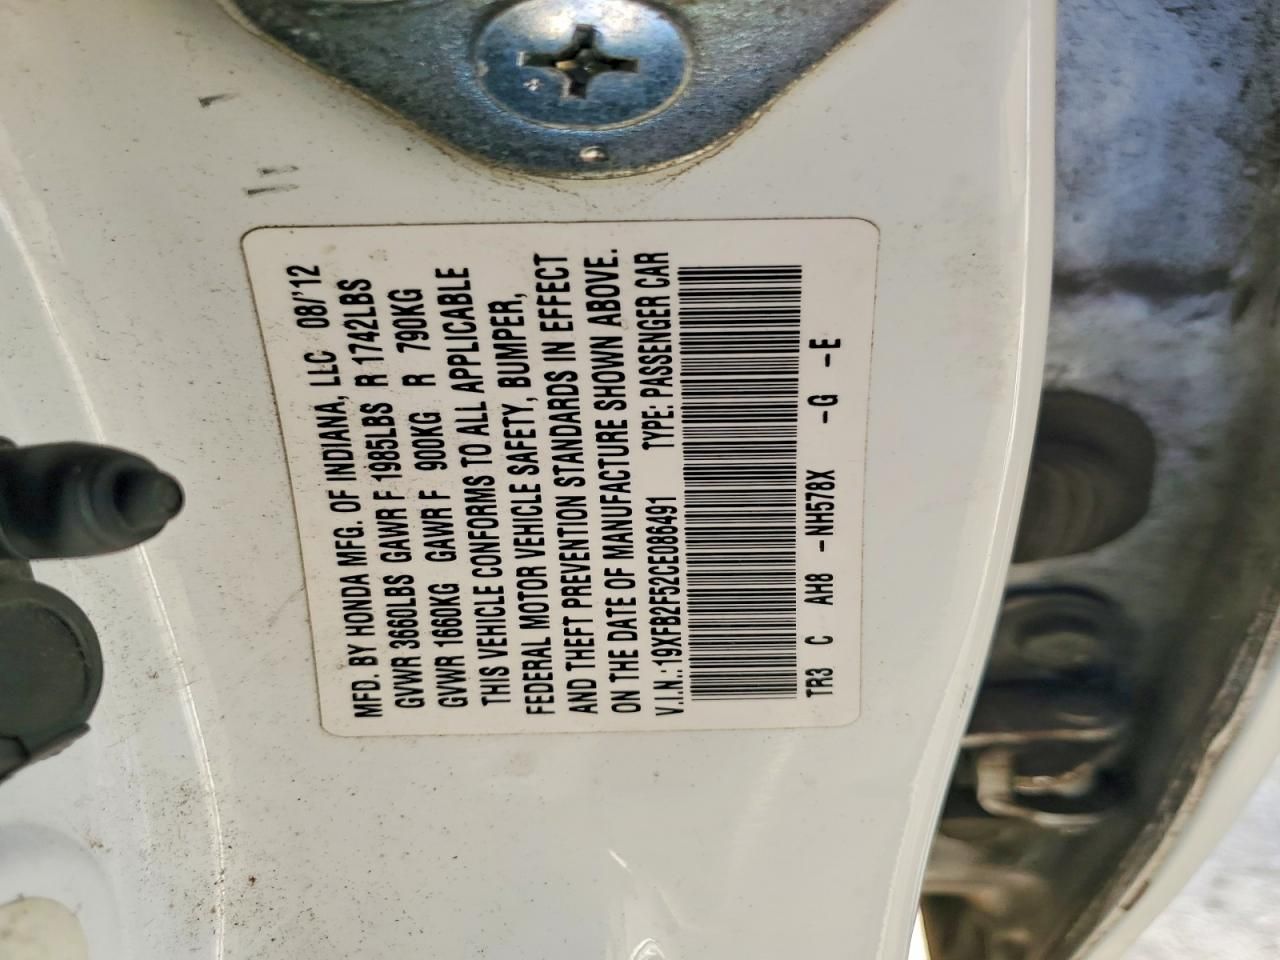 MFD. BY HONDA MFG. OF INDIANA, LLC 08/'12
GVWR 3660LBS GAWR F 1985LBS R 1742LBS
GVWR 1660KG GAWR F 900KG R 790KG
THIS VEHICLE CONFORMS TO ALL APPLICABLE
FEDERAL MOTOR VEHICLE SAFETY, BUMPER,
AND THEFT PREVENTION STANDARDS IN EFFECT
ON THE DATE OF MANUFACTURE SHOWN ABOVE.
V.I.N.: 19XFB2F52CE086491 TYPE: PASSENGER CAR
TR3 C AH8 -NH578X -G -E